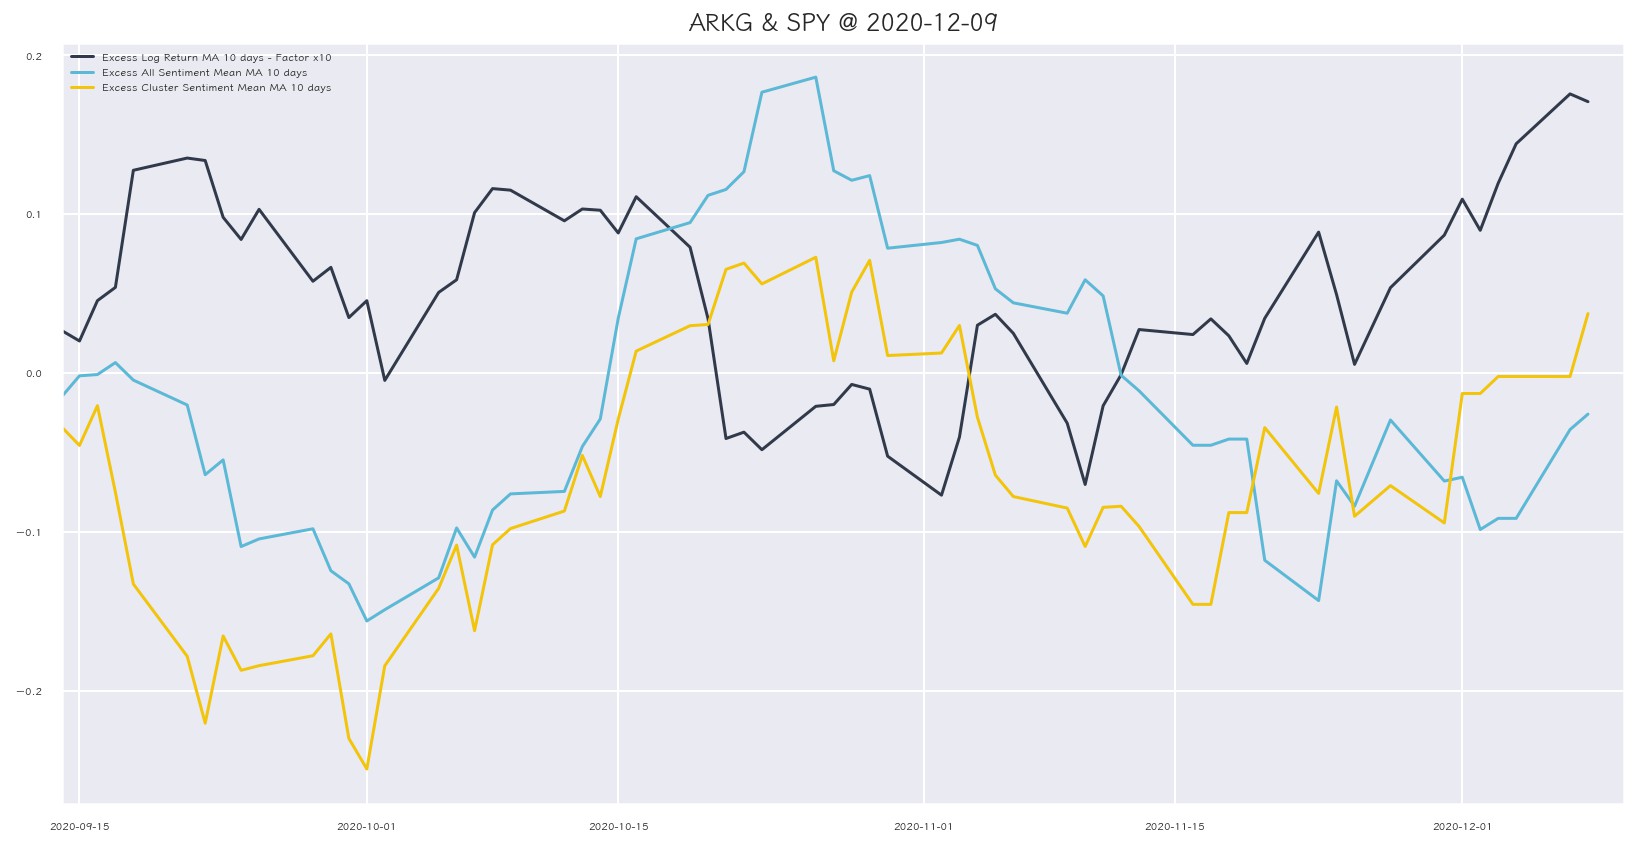 ARKG & SPY @ 2020-12-09
Excess Log Return MA 10 days - Factor x10
Excess All Sentiment Mean MA 10 days
Excess Cluster Sentiment Mean MA 10 days
0.2
0.1
0.0
−0.1
−0.2
2020-09-15 2020-10-01 2020-10-15 2020-11-01 2020-11-15 2020-12-01